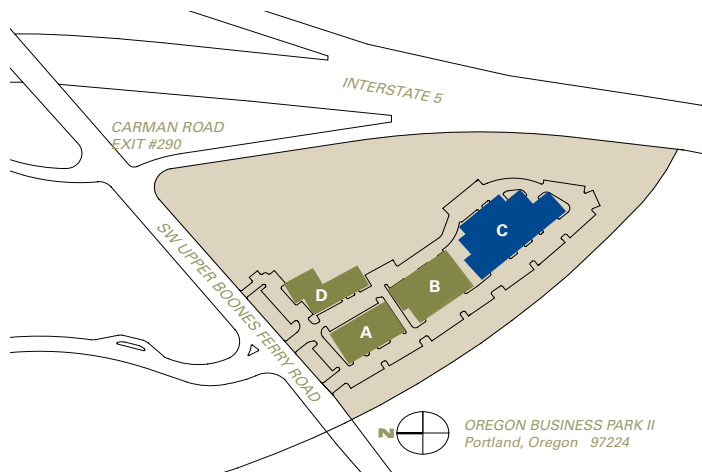 INTERSTATE 5
CARMAN ROAD
EXIT #290
SW UPPER BOONES FERRY ROAD
C
B
D
A
N
OREGON BUSINESS PARK II
Portland, Oregon 97224